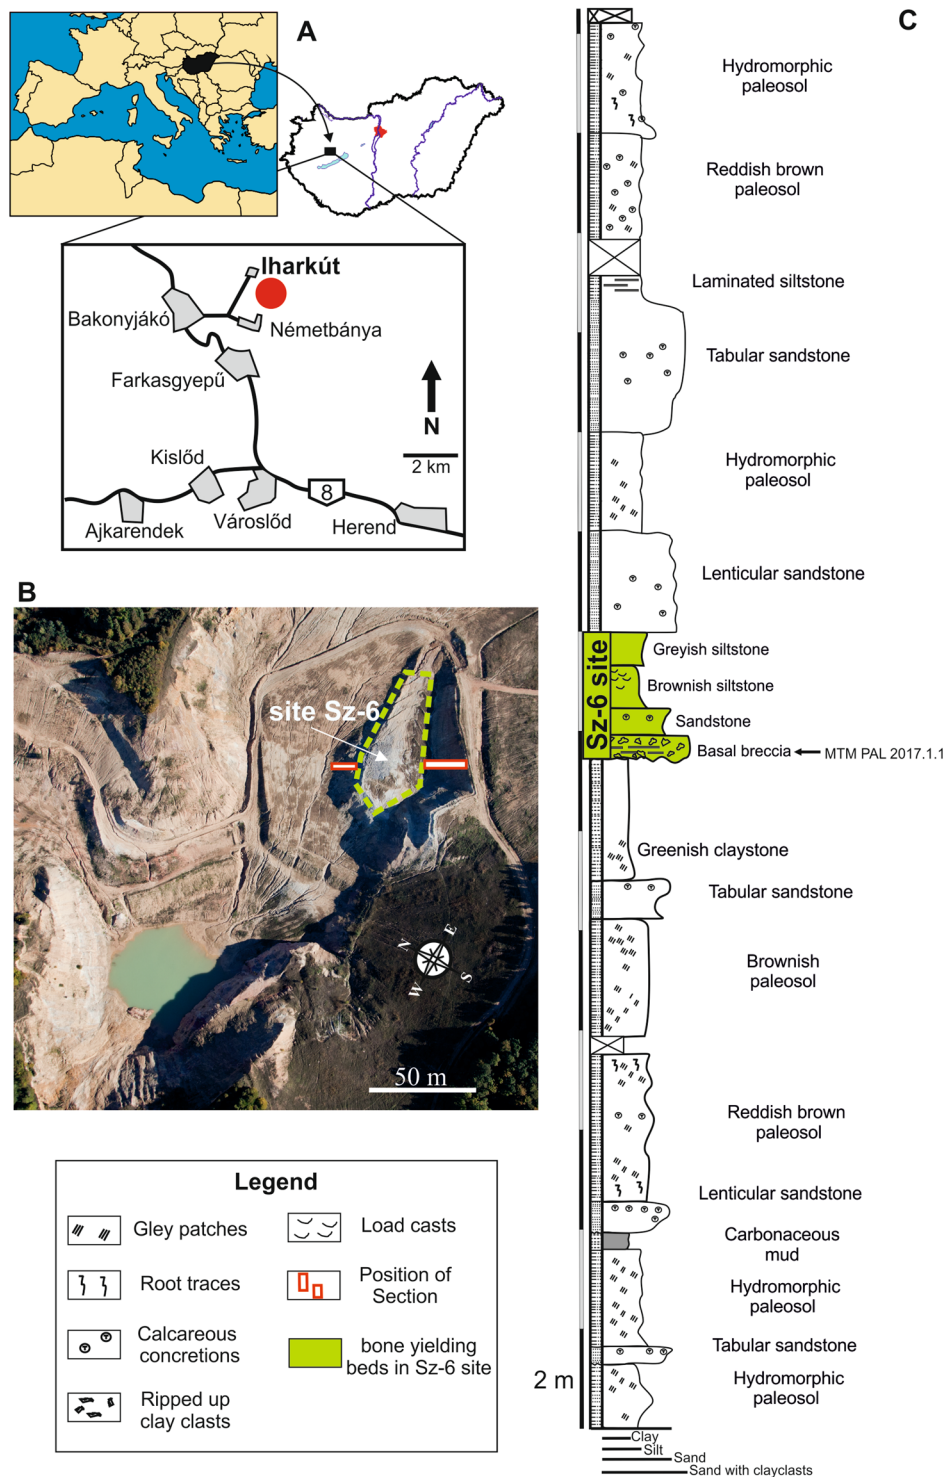 A
Iharkút
Bakonyjákó
Németbánya
Farkasgyepű
N
2 km
Kislőd
8
Ajkarendek
Városlőd
Herend
B
site Sz-6
N
E
W
S
50 m
Legend
Gley patches
Root traces
Calcareous
concretions
Ripped up
clay clasts
Load casts
Position of
Section
bone yielding
beds in Sz-6 site
C
Hydromorphic
paleosol
Reddish brown
paleosol
Laminated siltstone
Tabular sandstone
Hydromorphic
paleosol
Lenticular sandstone
Sz-6 site
Greyish siltstone
Brownish siltstone
Sandstone
Basal breccia
MTM PAL 2017.1.1
Greenish claystone
Tabular sandstone
Brownish
paleosol
Reddish brown
paleosol
Lenticular sandstone
Carbonaceous
mud
Hydromorphic
paleosol
Tabular sandstone
2 m
Hydromorphic
paleosol
Clay
Silt
Sand
Sand with clayclasts